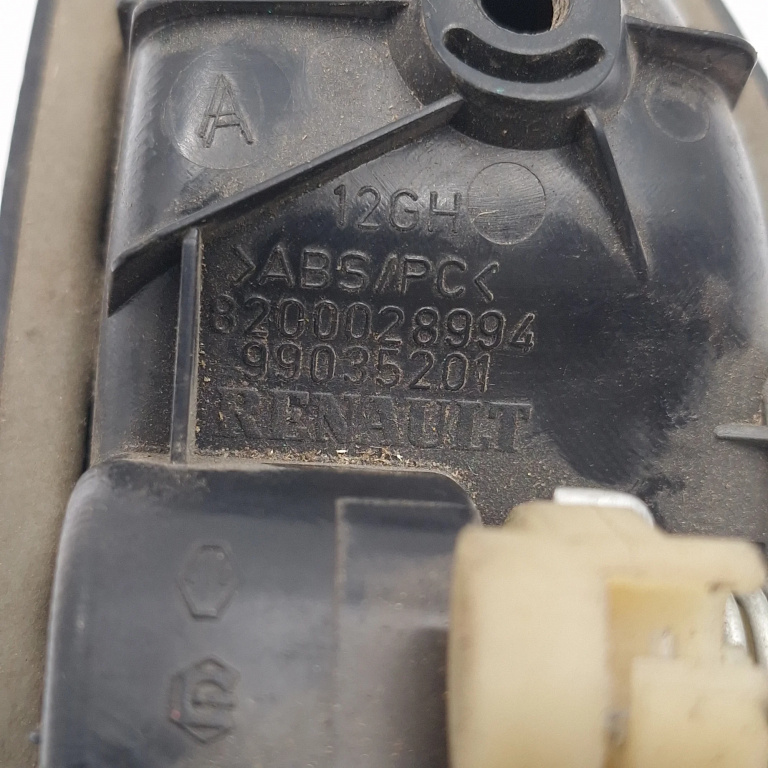 A
12GH
>ABS/PC<
8200028994
99035201
RENAULT